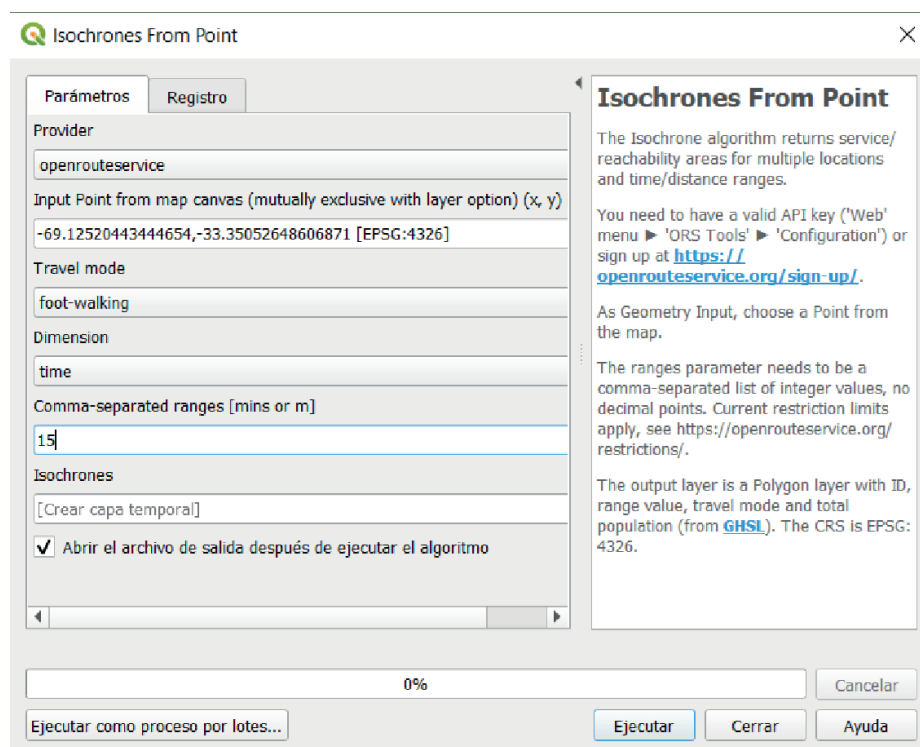 Isochrones From Point
Parámetros
Registro
Provider
openrouteservice
Input Point from map canvas (mutually exclusive with layer option) (x, y)
-69.12520443444654,-33.35052648606871 [EPSG:4326]
Travel mode
foot-walking
Dimension
time
Comma-separated ranges [mins or m]
15
Isochrones
[Crear capa temporal]
Abrir el archivo de salida después de ejecutar el algoritmo
Isochrones From Point
The Isochrone algorithm returns service/
reachability areas for multiple locations
and time/distance ranges.
You need to have a valid API key ('Web'
menu ► 'ORS Tools' ► 'Configuration') or
sign up at https://
openrouteservice.org/sign-up/.
As Geometry Input, choose a Point from
the map.
The ranges parameter needs to be a
comma-separated list of integer values, no
decimal points. Current restriction limits
apply, see https://openrouteservice.org/
restrictions/.
The output layer is a Polygon layer with ID,
range value, travel mode and total
population (from GHSL). The CRS is EPSG:
4326.
0%
Cancelar
Ejecutar como proceso por lotes...
Ejecutar
Cerrar
Ayuda